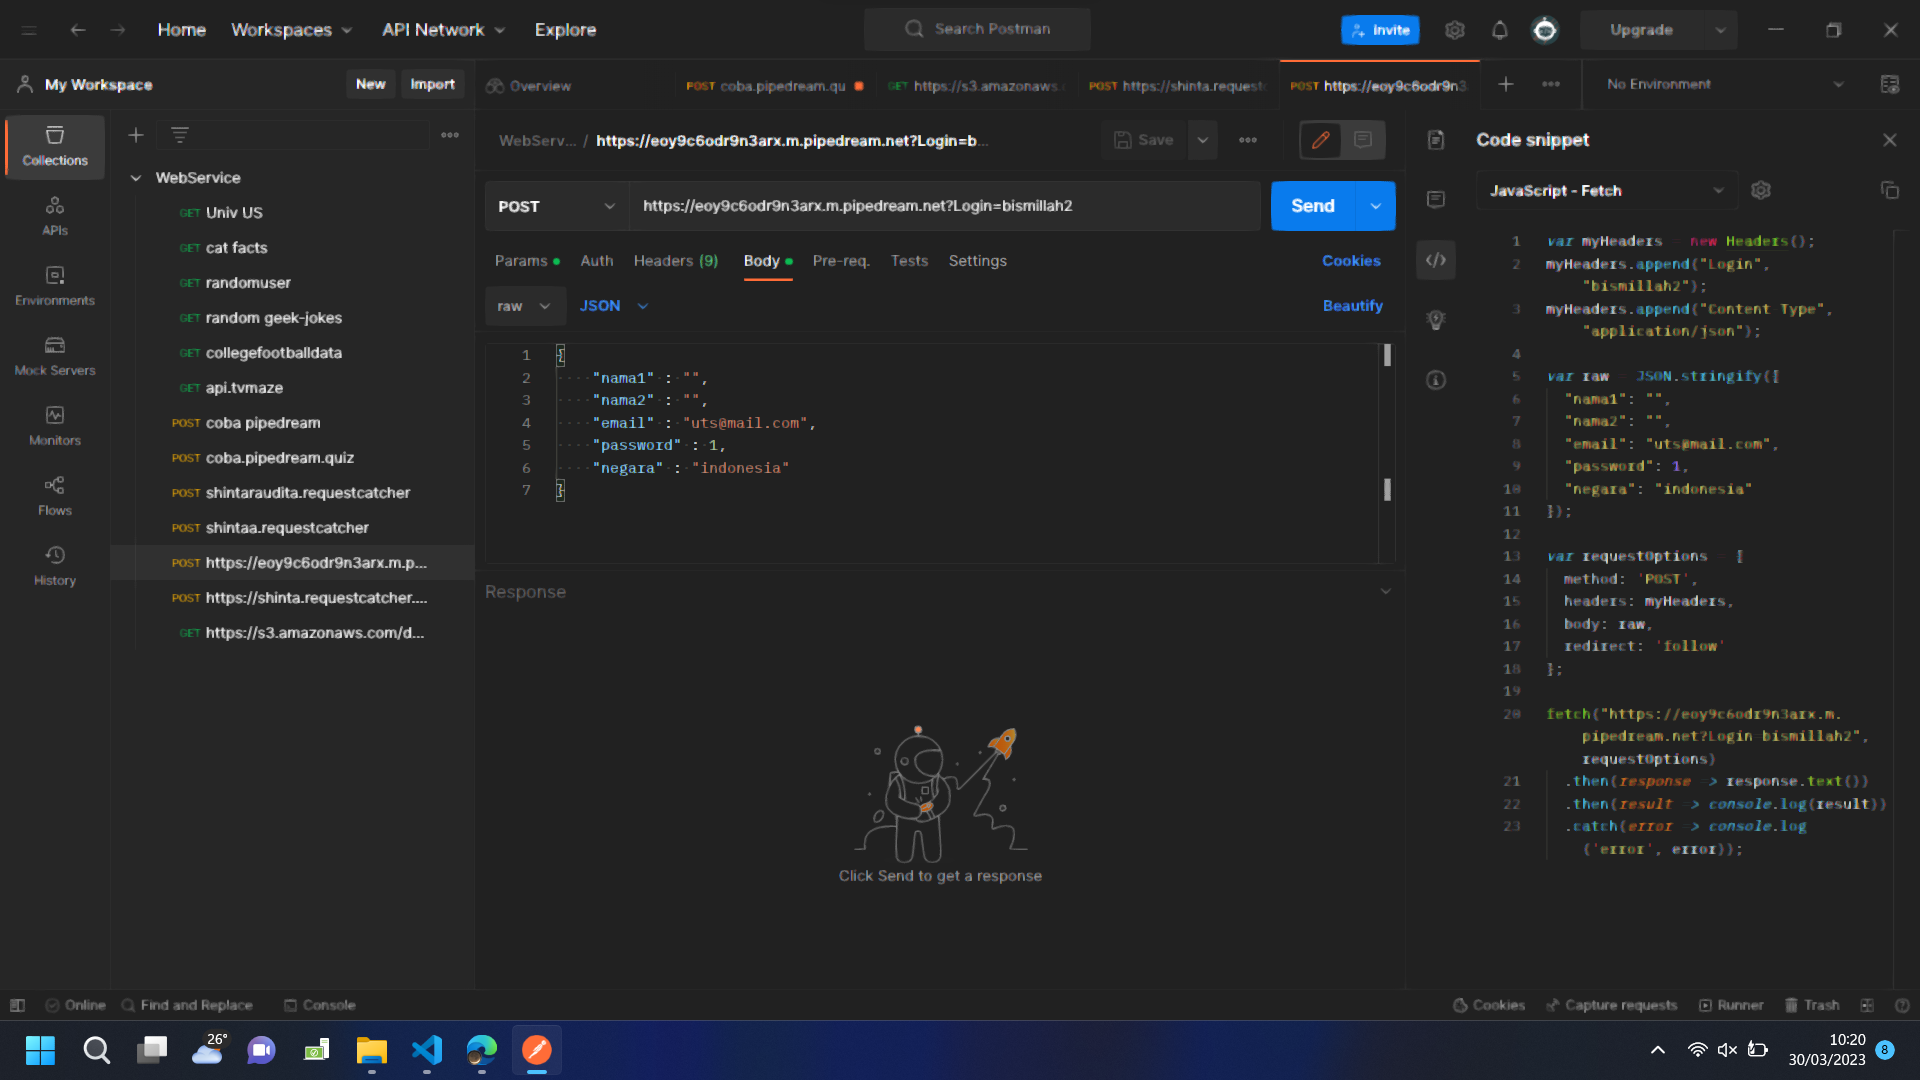 Home
Workspaces
API Network
Explore
Search Postman
Invite
Upgrade
My Workspace
New
Import
Overview
POST coba.pipedream.qu
GET https://s3.amazonaws.
POST https://shinta.request
POST https://eoy9c6odr9n3
No Environment
Collections
APIs
Environments
Mock Servers
Monitors
Flows
History
WebService
GET Univ US
GET cat facts
GET randomuser
GET random geek-jokes
GET collegefootballdata
GET api.tvmaze
POST coba pipedream
POST coba.pipedream.quiz
POST shintaraudita.requestcatcher
POST shintaa.requestcatcher
POST https://eoy9c6odr9n3arx.m.p...
POST https://shinta.requestcatcher....
GET https://s3.amazonaws.com/d...
WebServ... / https://eoy9c6odr9n3arx.m.pipedream.net?Login=b...
Save
POST
https://eoy9c6odr9n3arx.m.pipedream.net?Login=bismillah2
Send
Params
Auth
Headers (9)
Body
Pre-req.
Tests
Settings
Cookies
raw
JSON
Beautify
1 {
2 "nama1" : "",
3 "nama2" : "",
4 "email" : "uts@mail.com",
5 "password" : 1,
6 "negara" : "indonesia"
7 }
Response
Click Send to get a response
Code snippet
JavaScript - Fetch
1 var myHeaders = new Headers();
2 myHeaders.append("Login",
"bismillah2");
3 myHeaders.append("Content Type",
"application/json");
4
5 var raw = JSON.stringify({
6 "nama1": "",
7 "nama2": "",
8 "email": "uts@mail.com",
9 "password": 1,
10 "negara": "indonesia"
11 });
12
13 var requestOptions = {
14 method: 'POST',
15 headers: myHeaders,
16 body: raw,
17 redirect: 'follow'
18 };
19
20 fetch("https://eoy9c6odr9n3arx.m.
pipedream.net?Login=bismillah2",
requestOptions)
21 .then(response => response.text())
22 .then(result => console.log(result))
23 .catch(error => console.log
('error', error));
Online
Find and Replace
Console
Cookies
Capture requests
Runner
Trash
26°
10:20
30/03/2023
8